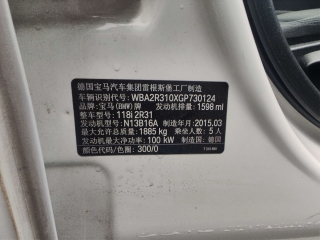 德国宝马汽车集团雷根斯堡工厂制造
车辆识别代号: WBA2R310XGP730124
品牌: 宝马(BMW)牌 发动机排量: 1598 ml
整车型号: 118i 2R31
发动机型号: N13B16A 制造年月: 2015.03
最大允许总质量: 1885 kg 乘坐人数: 5 人
发动机最大净功率: 100 kW 制造国: 德国
颜色代码/色圈: 300/0